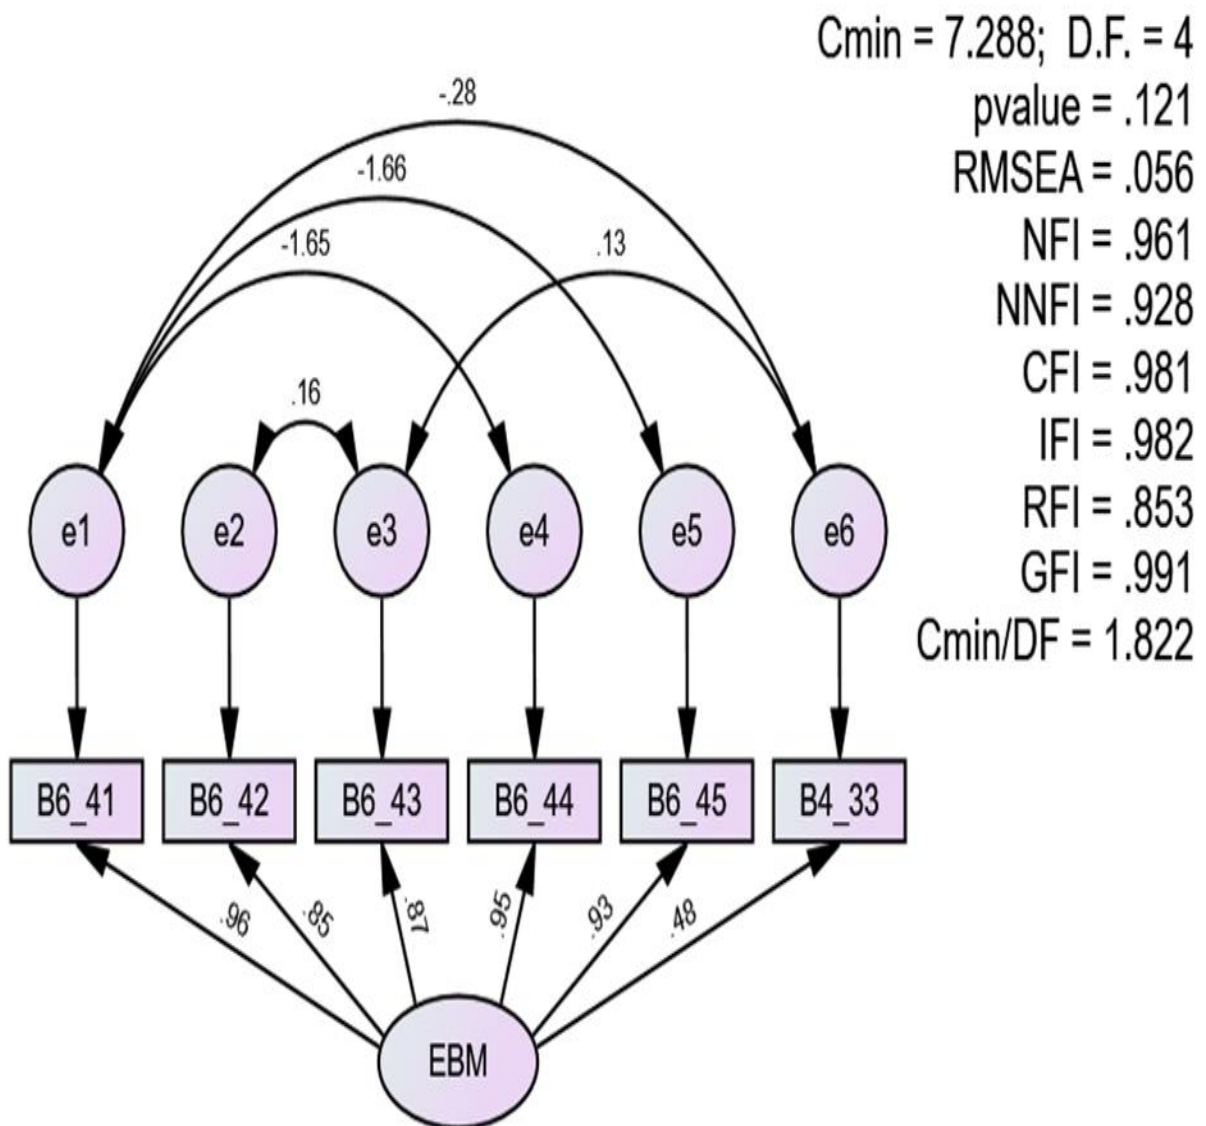 Cmin = 7.288; D.F. = 4
pvalue = .121
RMSEA = .056
NFI = .961
NNFI = .928
CFI = .981
IFI = .982
RFI = .853
GFI = .991
Cmin/DF = 1.822
-.28
-1.66
-1.65 .13
.16
e1 e2 e3 e4 e5 e6
B6_41 B6_42 B6_43 B6_44 B6_45 B4_33
.96 .85 .87 .95 .93 .48
EBM